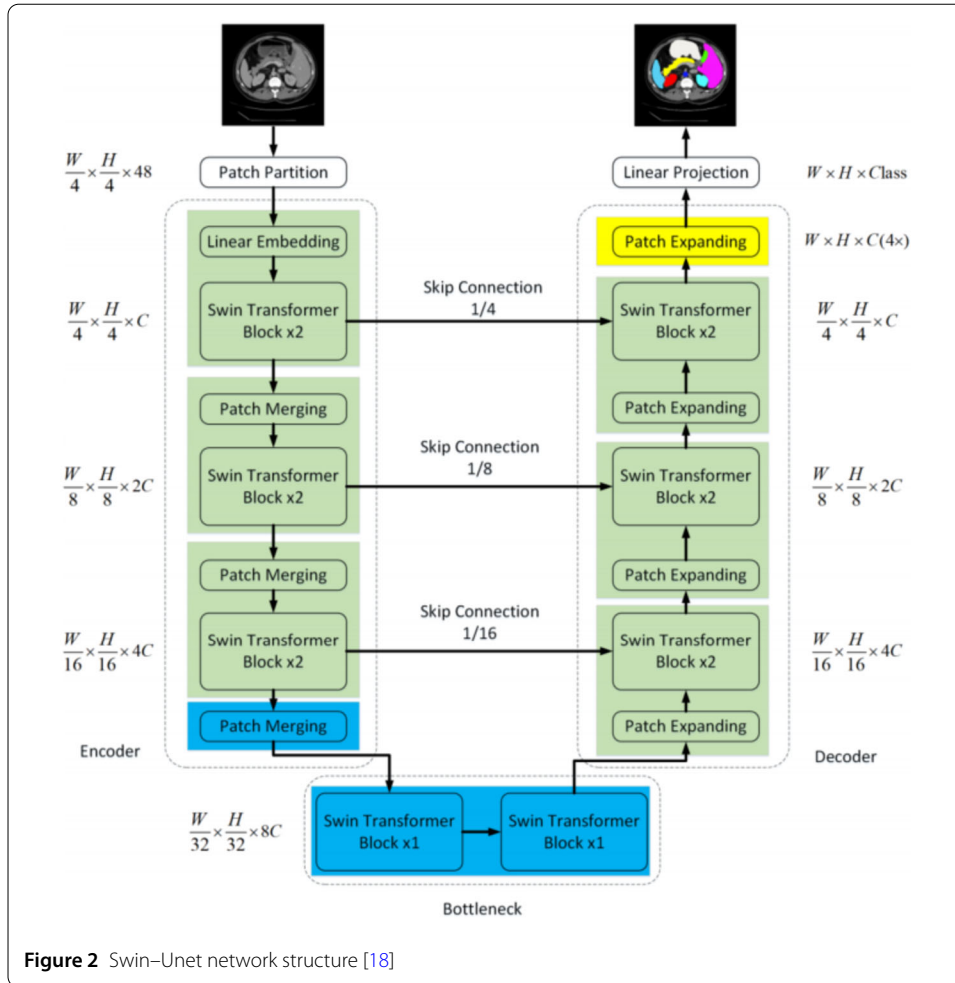 W/4 × H/4 × 48
Patch Partition
Linear Projection
W × H × Class
Linear Embedding
Patch Expanding
W × H × C(4×)
W/4 × H/4 × C
Swin Transformer
Block x2
Skip Connection
1/4
Swin Transformer
Block x2
W/4 × H/4 × C
Patch Merging
Patch Expanding
W/8 × H/8 × 2C
Swin Transformer
Block x2
Skip Connection
1/8
Swin Transformer
Block x2
W/8 × H/8 × 2C
Patch Merging
Patch Expanding
W/16 × H/16 × 4C
Swin Transformer
Block x2
Skip Connection
1/16
Swin Transformer
Block x2
W/16 × H/16 × 4C
Patch Merging
Patch Expanding
Encoder
Decoder
W/32 × H/32 × 8C
Swin Transformer
Block x1
Swin Transformer
Block x1
Bottleneck
Figure 2 Swin–Unet network structure [18]